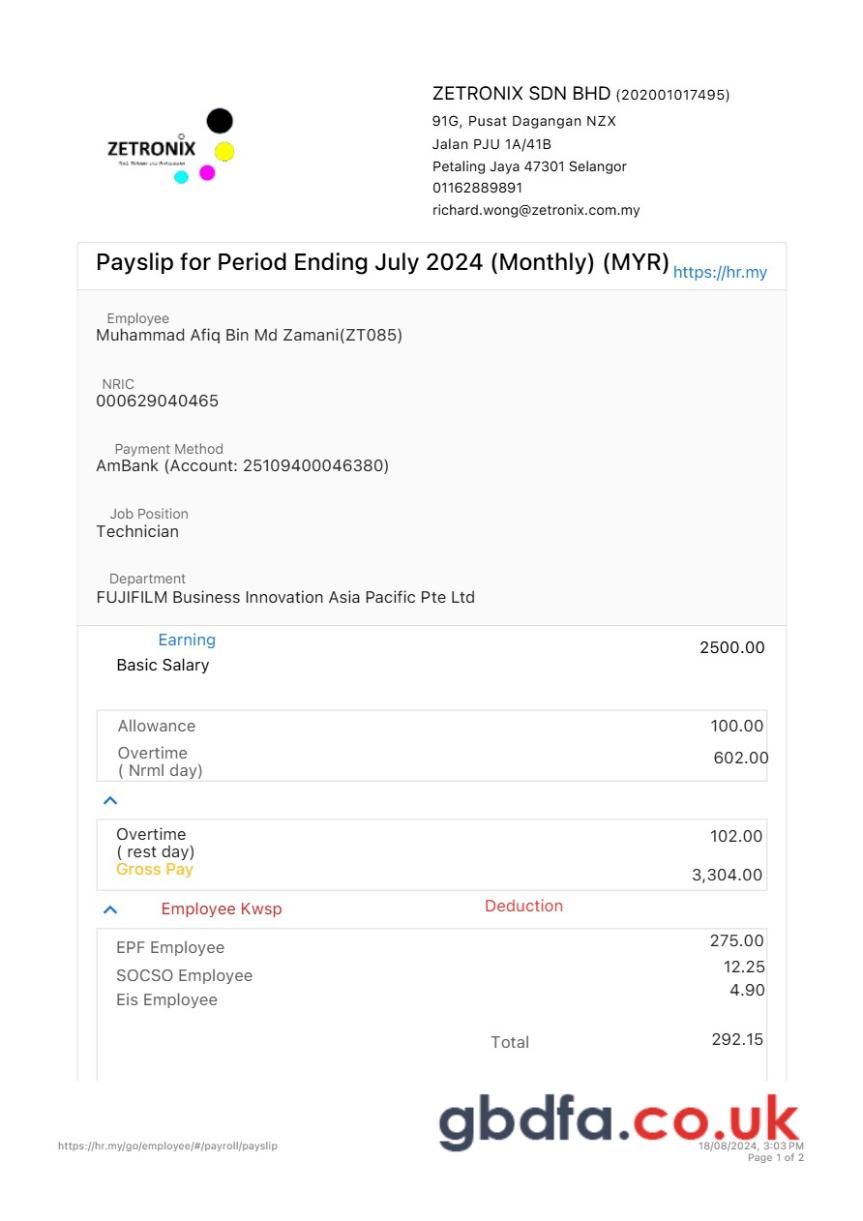 ZETRONIX SDN BHD (202001017495)
91G, Pusat Dagangan NZX
Jalan PJU 1A/41B
Petaling Jaya 47301 Selangor
01162889891
richard.wong@zetronix.com.my
ZETRONIX
Payslip for Period Ending July 2024 (Monthly) (MYR) https://hr.my
Employee
Muhammad Afiq Bin Md Zamani(ZT085)
NRIC
000629040465
Payment Method
AmBank (Account: 25109400046380)
Job Position
Technician
Department
FUJIFILM Business Innovation Asia Pacific Pte Ltd
Earning
Basic Salary 2500.00
Allowance 100.00
Overtime
( Nrml day) 602.00
Overtime
( rest day) 102.00
Gross Pay 3,304.00
Employee Kwsp Deduction
EPF Employee 275.00
SOCSO Employee 12.25
Eis Employee 4.90
Total 292.15
gbdfa.co.uk
https://hr.my/go/employee/#/payroll/payslip 18/08/2024, 3:03 PM
Page 1 of 2